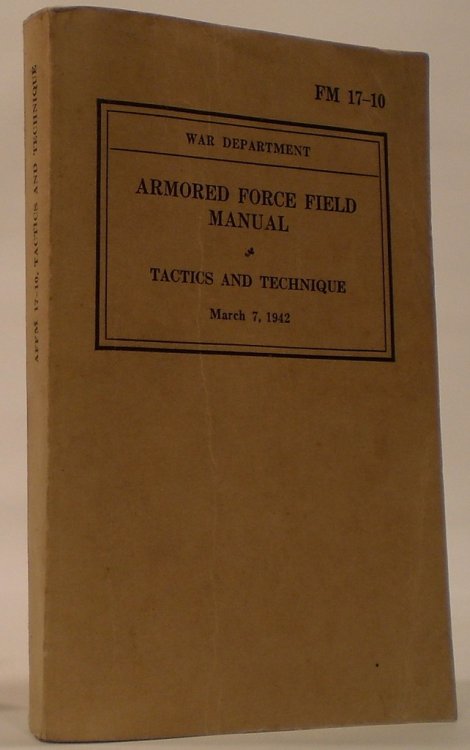 FM 17-10
WAR DEPARTMENT
ARMORED FORCE FIELD
MANUAL
TACTICS AND TECHNIQUE
March 7, 1942
AFFM 17-10, TACTICS AND TECHNIQUE